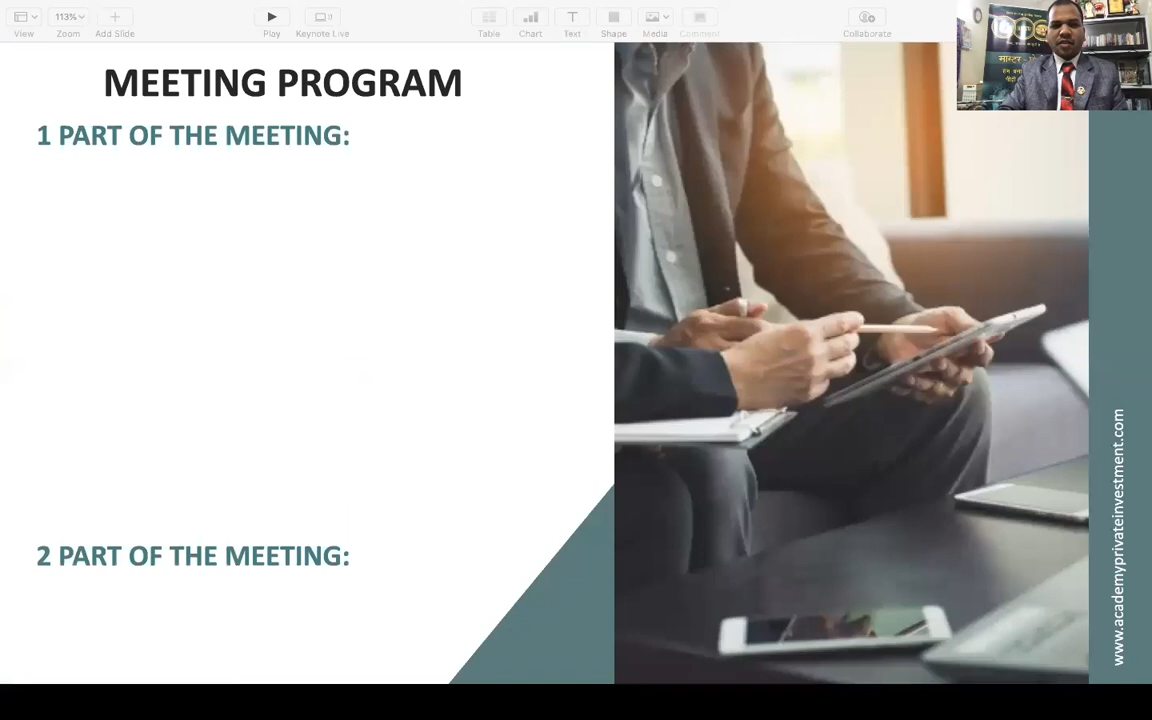 113%
View
Zoom
Add Slide
Play
Keynote Live
Table
Chart
Text
Shape
Media
Comment
Collaborate
MEETING PROGRAM
1 PART OF THE MEETING:
2 PART OF THE MEETING:
www.academyprivateinvestment.com